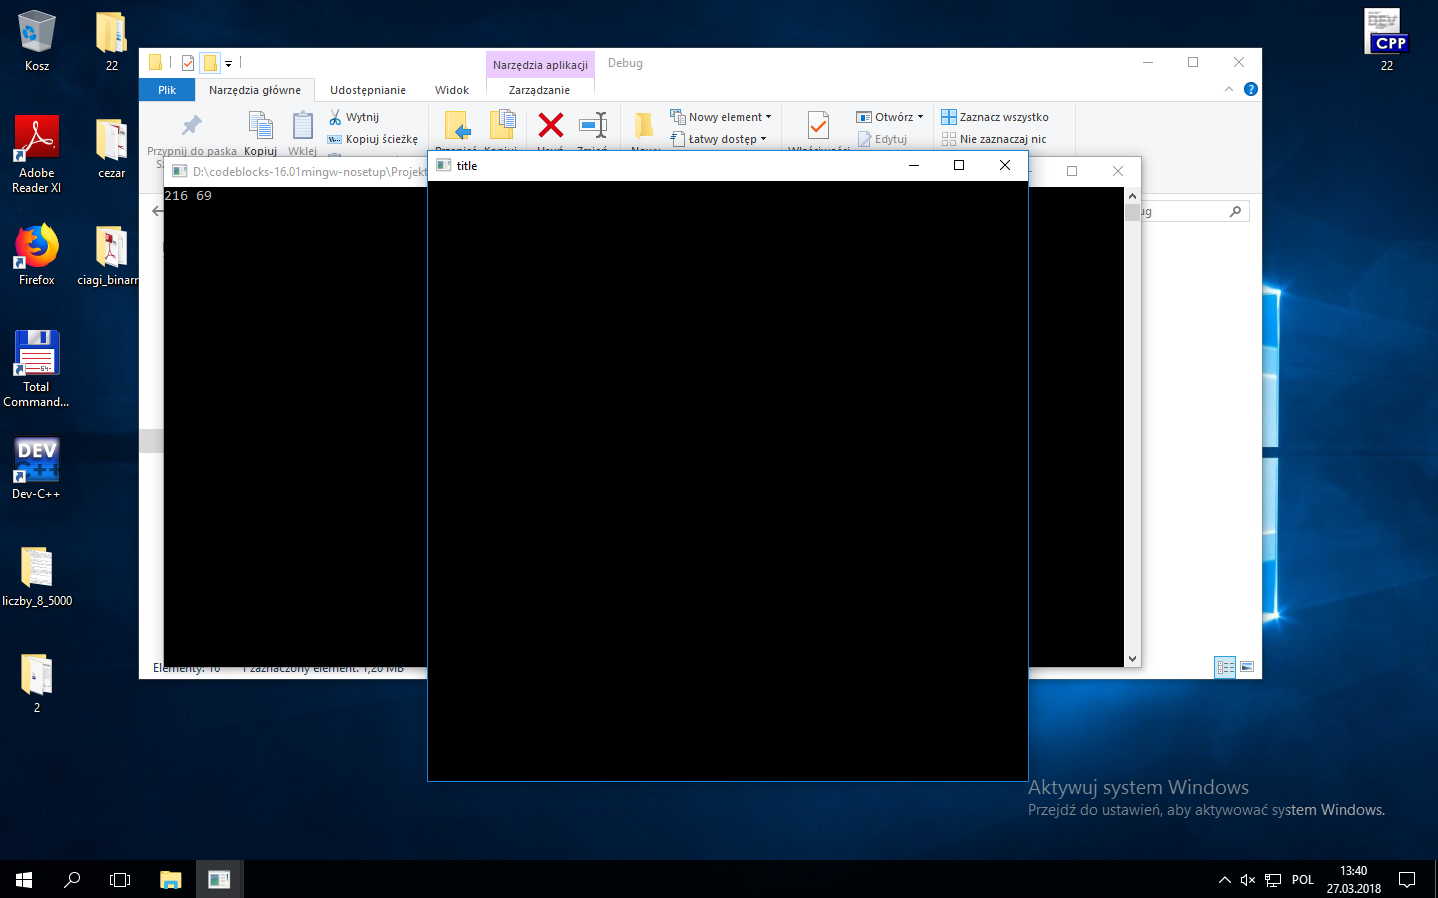 Kosz
22
DEV
CPP
22
Narzędzia aplikacji
Debug
Plik
Narzędzia główne
Udostępnianie
Widok
Zarządzanie
Przypnij do paska
Kopiuj
Wklej
Wytnij
Kopiuj ścieżkę
Nowy element
Łatwy dostęp
Otwórz
Edytuj
Zaznacz wszystko
Nie zaznaczaj nic
Adobe
Reader XI
cezar
D:\codeblocks-16.01mingw-nosetup\Projekt
title
216 69
Firefox
ciagi_binarn
Total
Command...
DEV
C++
Dev-C++
liczby_8_5000
2
Elementy: 16
1 zaznaczony element: 1,20 MB
Aktywuj system Windows
Przejdź do ustawień, aby aktywować system Windows.
POL
13:40
27.03.2018